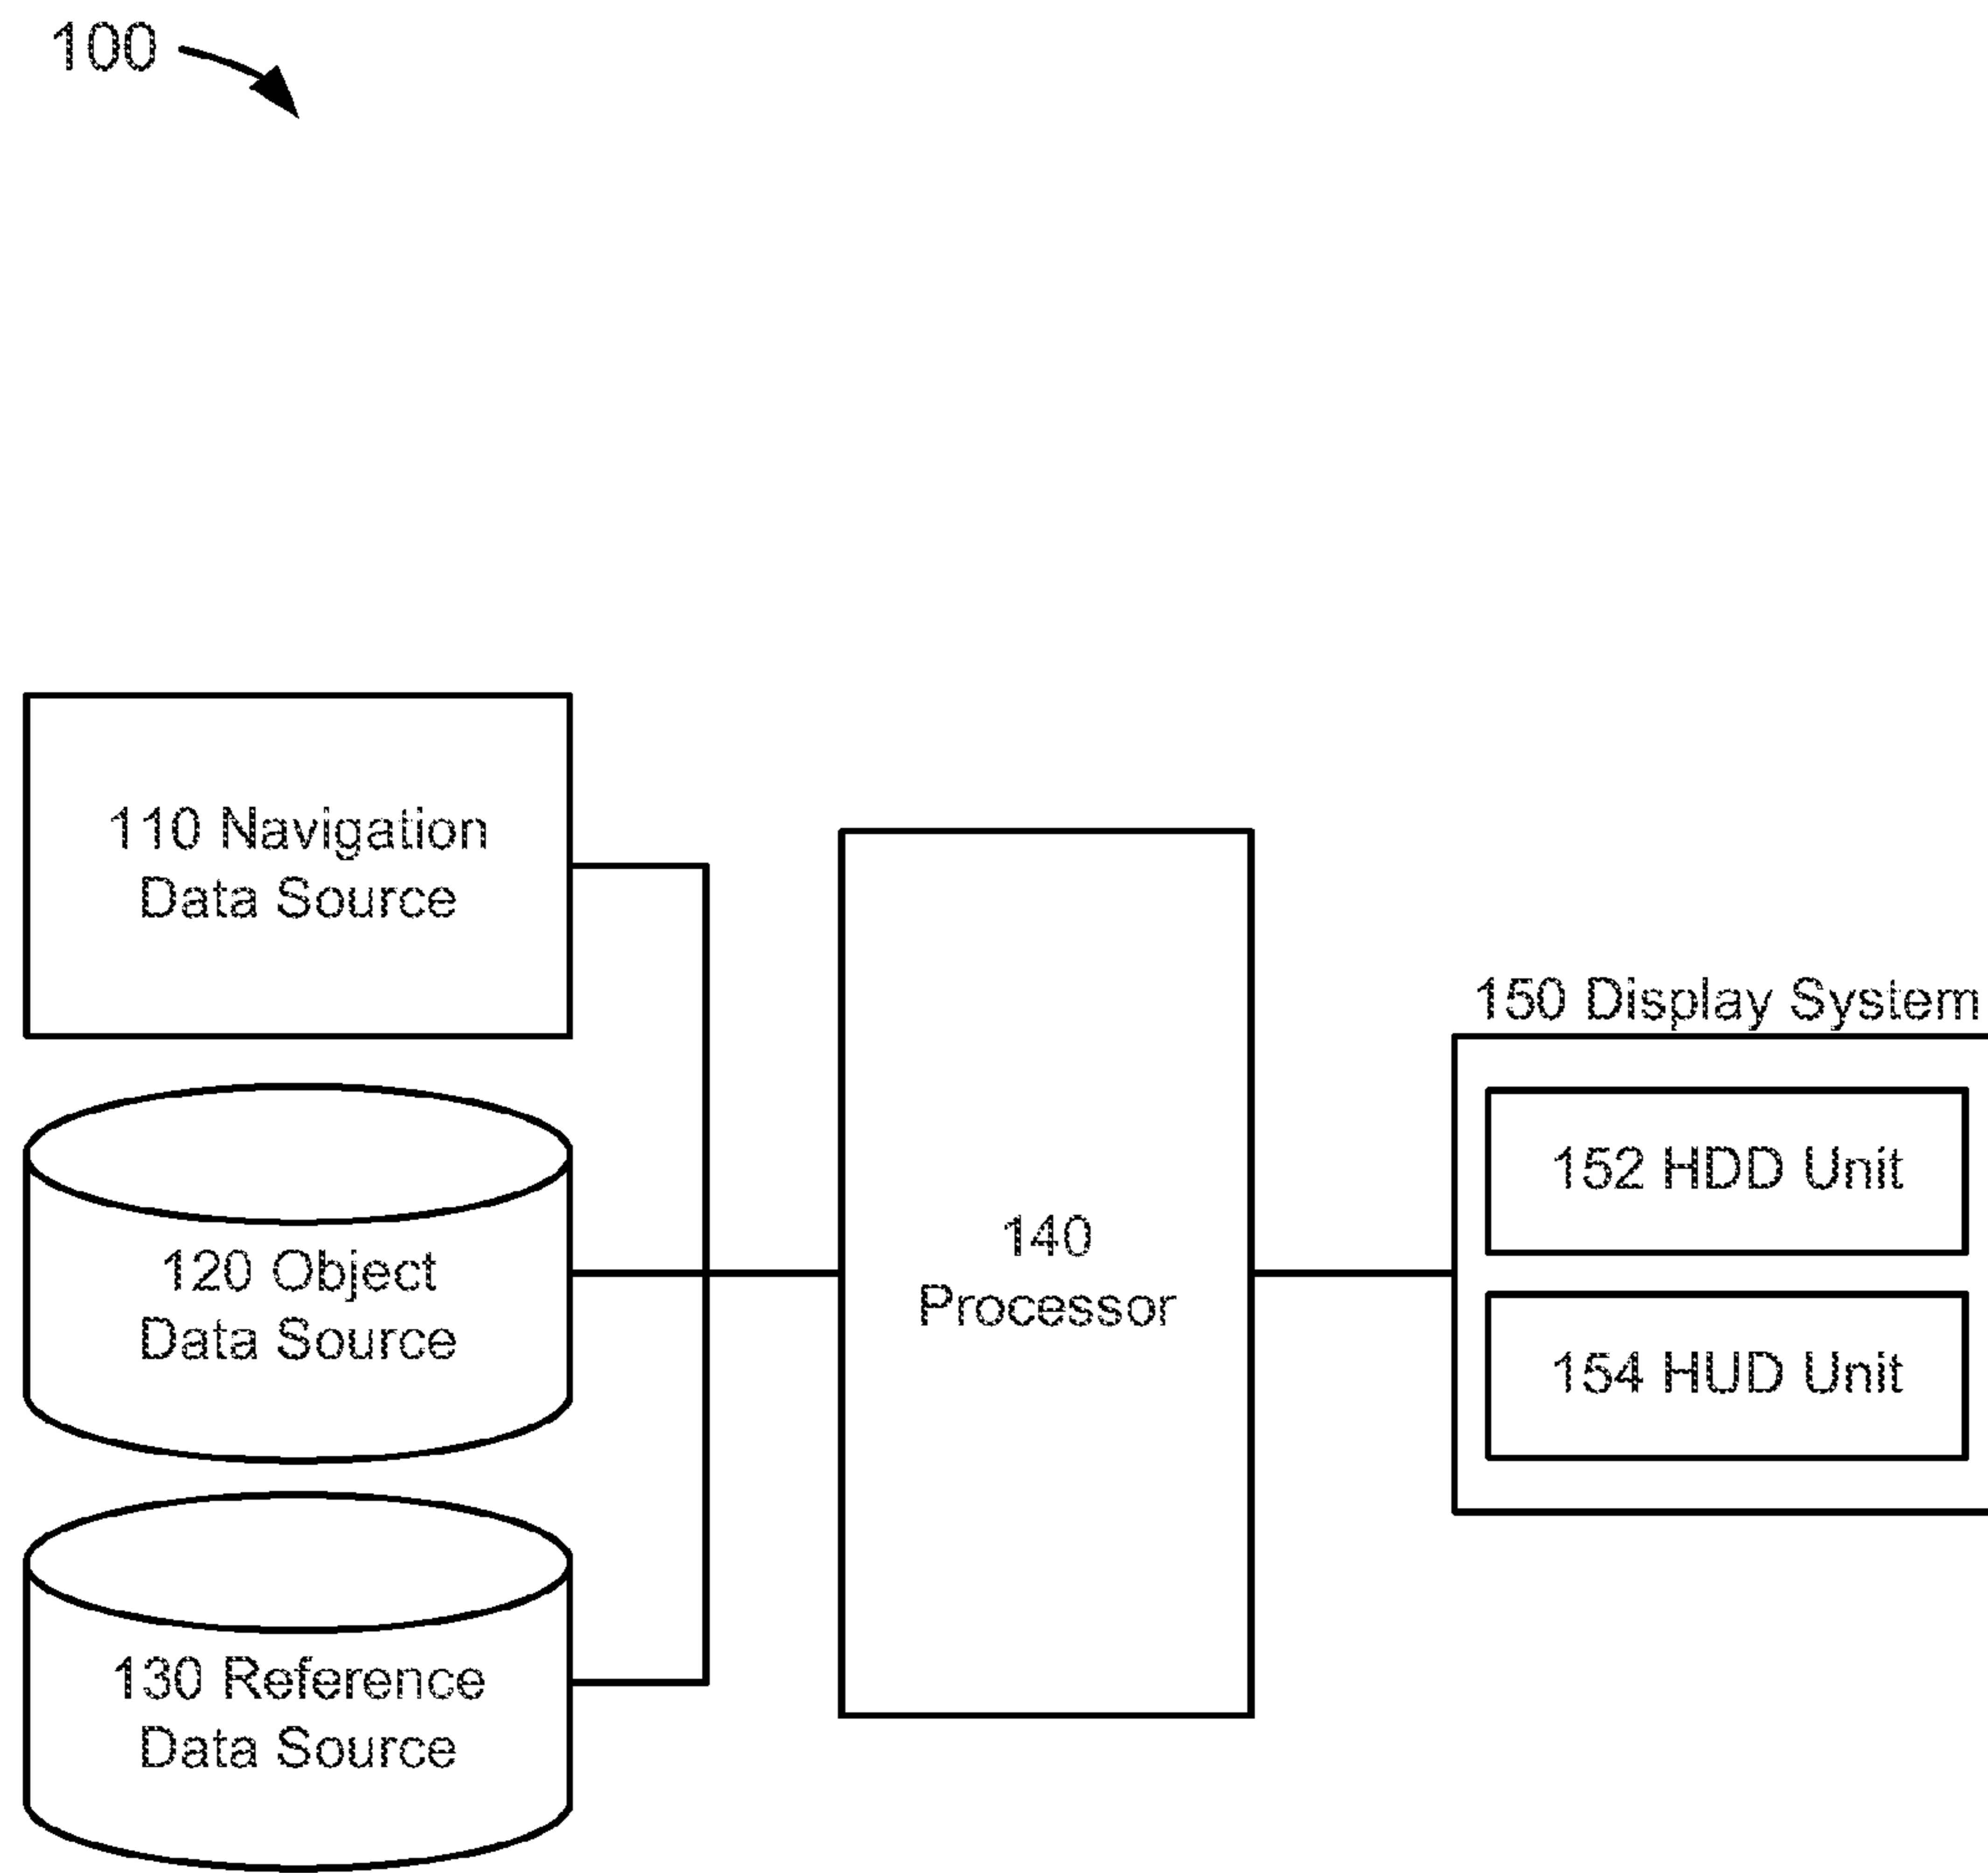 100
110 Navigation
Data Source
120 Object
Data Source
130 Reference
Data Source
140
Processor
150 Display System
152 HDD Unit
154 HUD Unit